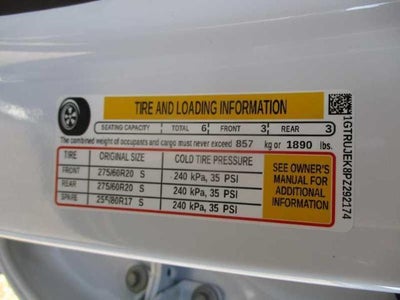 TIRE AND LOADING INFORMATION
SEATING CAPACITY TOTAL 6 FRONT 3 REAR 3
The combined weight of occupants and cargo must never exceed 857 kg or 1890 lbs.
TIRE ORIGINAL SIZE COLD TIRE PRESSURE
FRONT 275/60R20 S 240 kPa, 35 PSI
REAR 275/60R20 S 240 kPa, 35 PSI
SPARE 255/80R17 S 240 kPa, 35 PSI
SEE OWNER'S
MANUAL FOR
ADDITIONAL
INFORMATION
1GTRUJEK8PZ292174